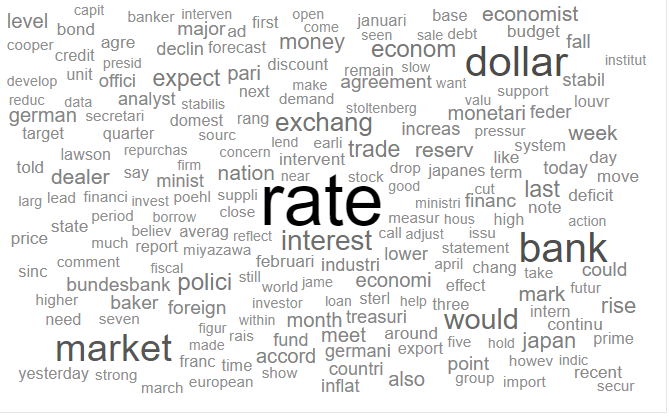 capit
banker interven first open januari base economist
level major ad come
bond agre money seen sale debt budget fall
cooper declin forecast econom dollar
presid
credit discount institut
unit offici expect pari remain slow stabil
develop next make agreement want support
reduc data analyst demand valu louvr
stabilis stoltenberg monetari feder
german secretari domest rang exchang increas pressur
target quarter sourc week
lend earli trade reserv system
lawson repurchas concern intervent like day
told firm drop japanes term today move
dealer say minist nation near stock
larg lead financi invest poehl suppli good cut last deficit
rate ministri financ note
period borrow close measur hous high action
state believ averag reflect call adjust issu
price much report miyazawa interest lower statement bank
sinc comment fiscal februari industri april chang
still economi take could
bundesbank polici world jame effect futur
higher baker investor loan sterl help three mark rise
need seven foreign within month treasuri would intern continu
figur rais meet around japan prime
market made fund five hold
accord germani export howev indic
franc time countri point recent
yesterday strong show group import
march european inflat also secur